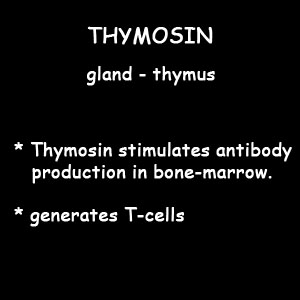 THYMOSIN
gland - thymus
* Thymosin stimulates antibody
production in bone-marrow.
* generates T-cells